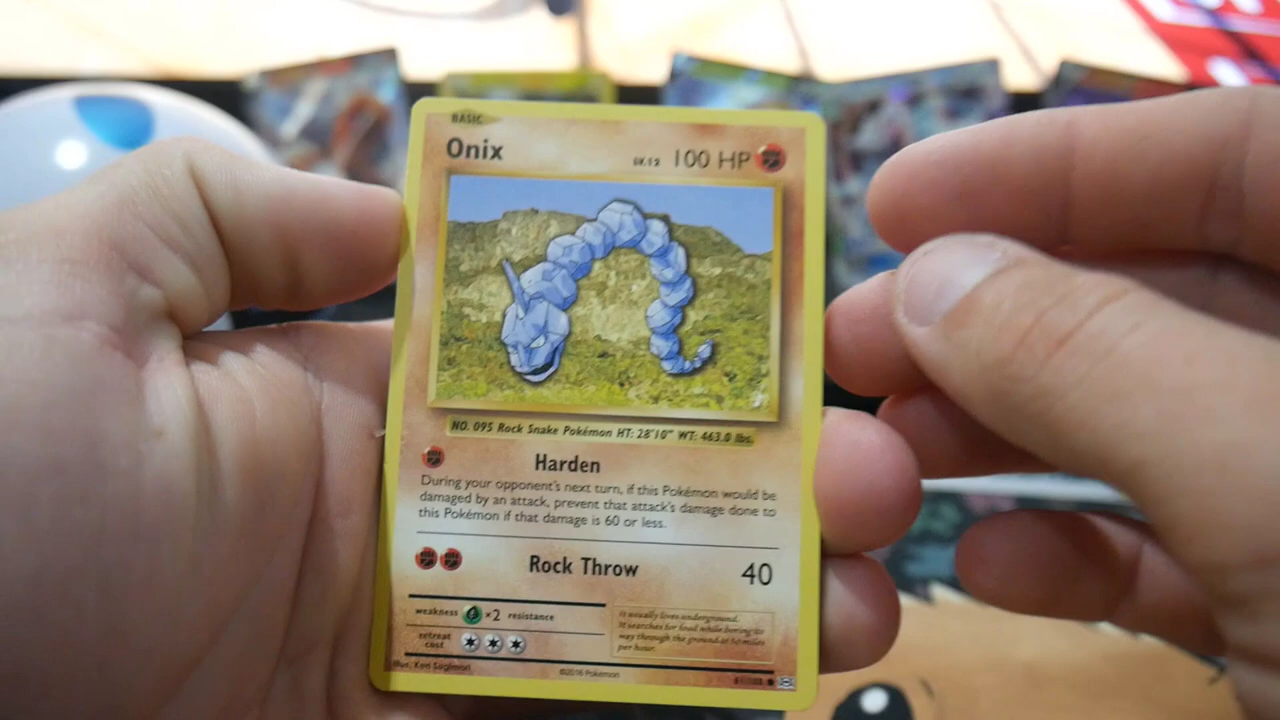 BASIC
Onix LV.12 100 HP
NO. 095 Rock Snake Pokémon HT: 28'10" WT: 463.0 lbs.
Harden
During your opponent's next turn, if this Pokémon would be
damaged by an attack, prevent that attack's damage done to
this Pokémon if that damage is 60 or less.
Rock Throw 40
weakness ×2 resistance
retreat
cost
It usually lives underground.
It searches for food while boring its
way through the ground at 50 miles
per hour.
Illus. Ken Sugimori ©2016 Pokémon 61/108